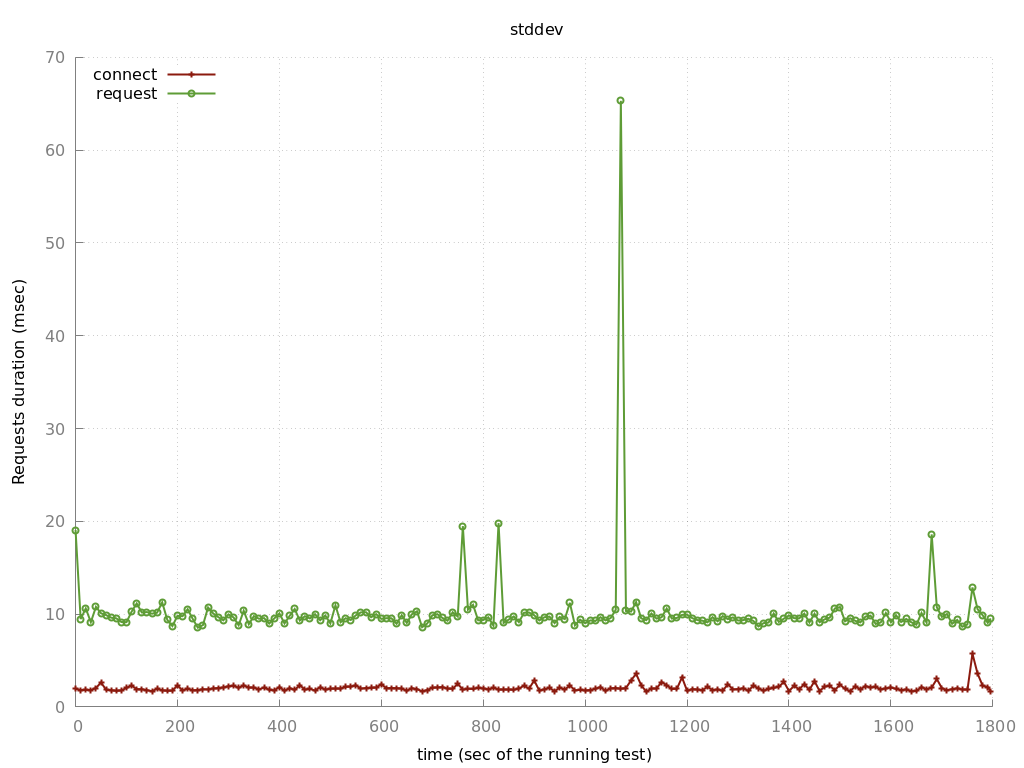 stddev
connect
request
70
60
50
40
30
20
10
0
Requests duration (msec)
0 200 400 600 800 1000 1200 1400 1600 1800
time (sec of the running test)